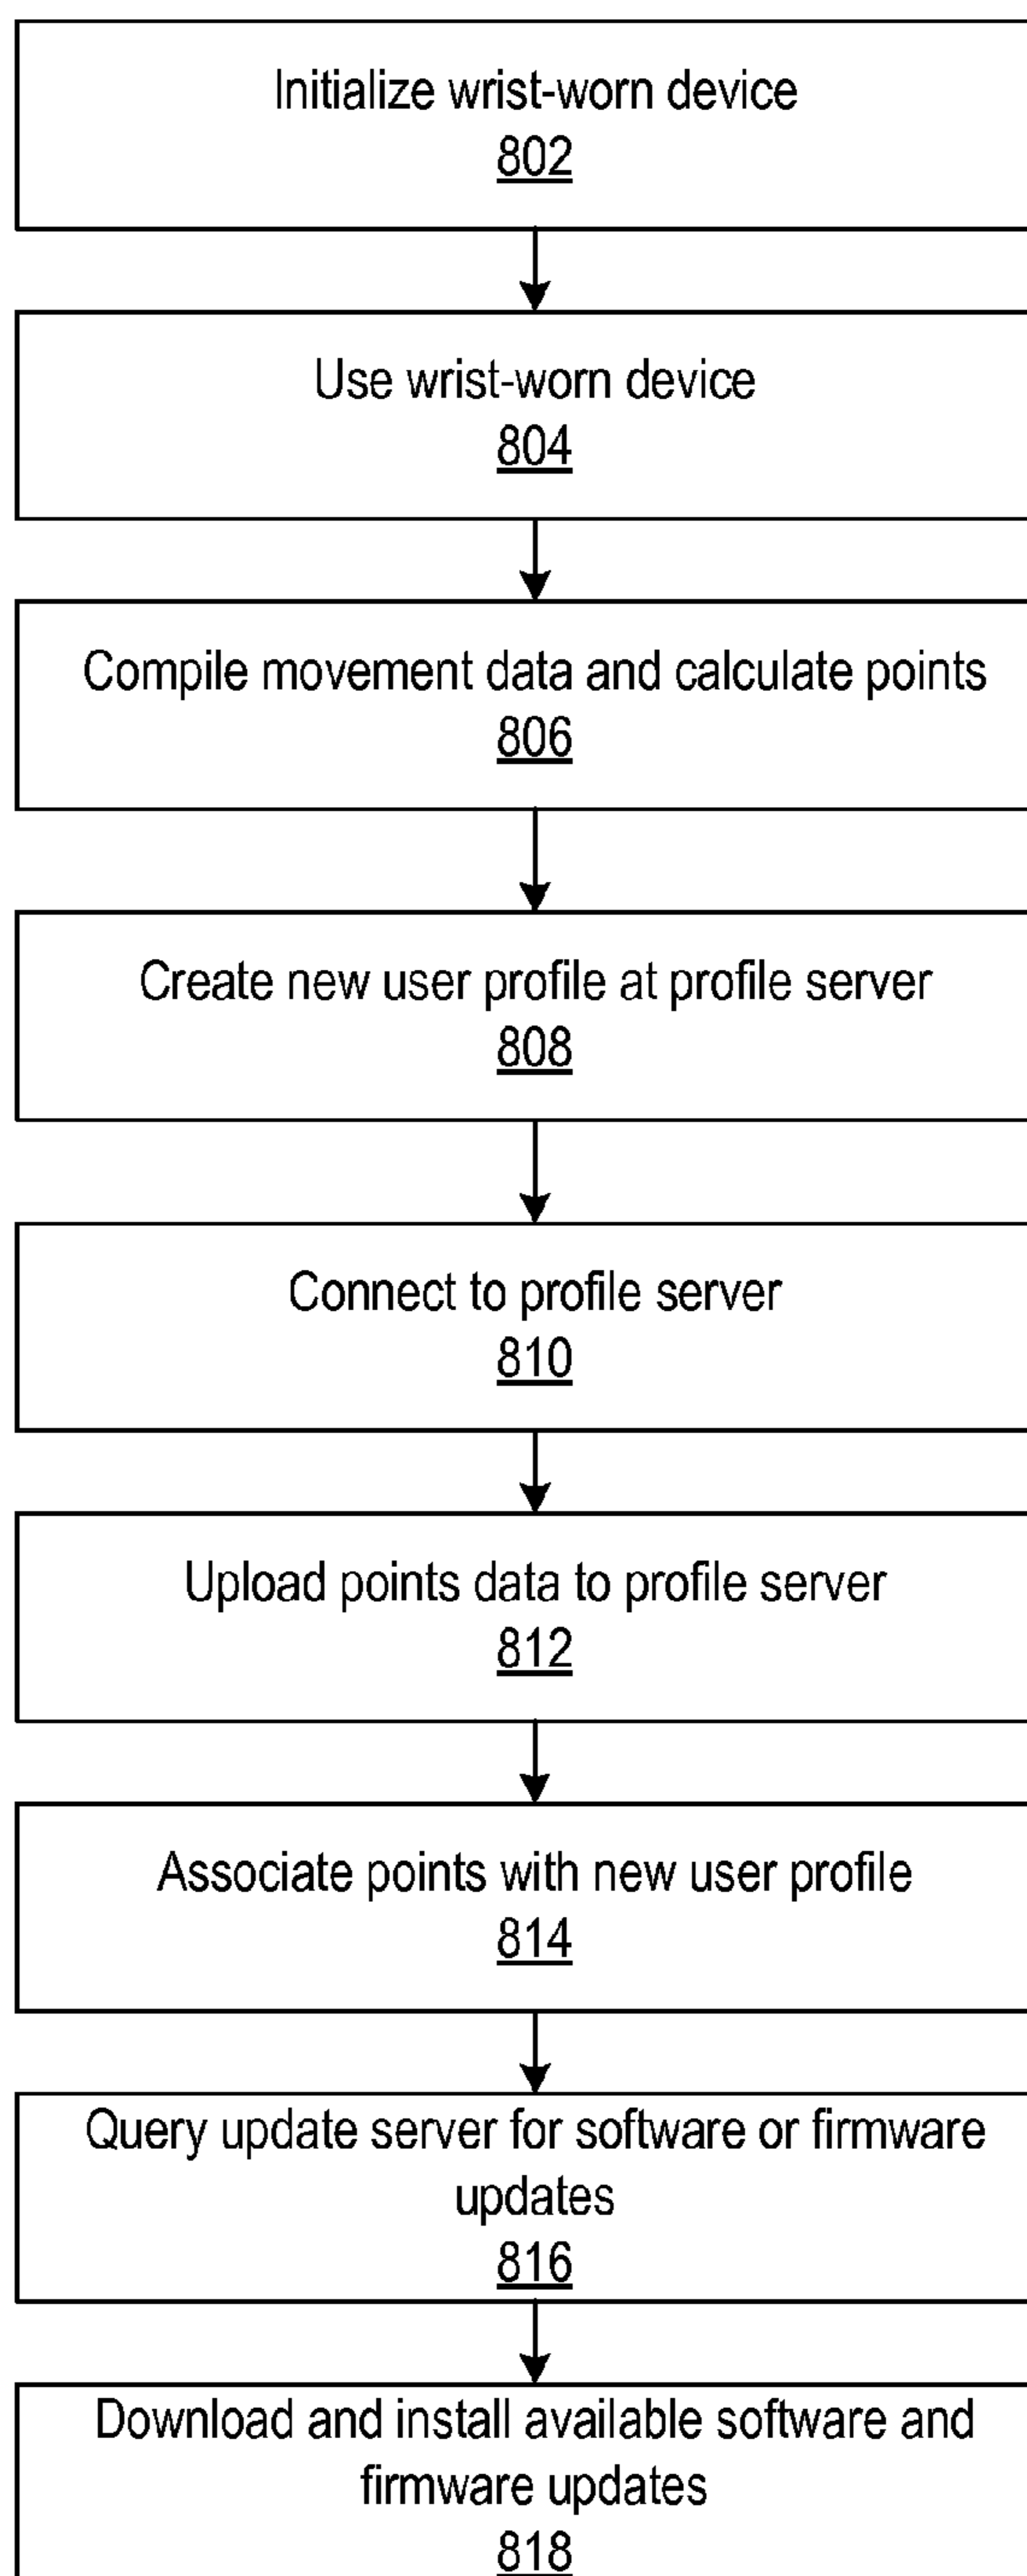 Initialize wrist-worn device
802
Use wrist-worn device
804
Compile movement data and calculate points
806
Create new user profile at profile server
808
Connect to profile server
810
Upload points data to profile server
812
Associate points with new user profile
814
Query update server for software or firmware
updates
816
Download and install available software and
firmware updates
818